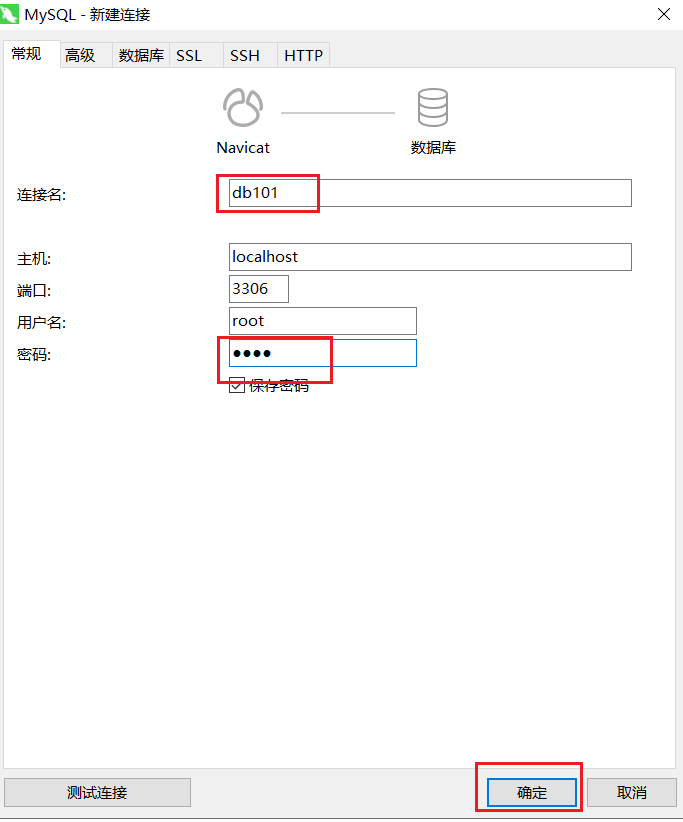 MySQL - 新建连接
常规 高级 数据库 SSL SSH HTTP
Navicat 数据库
连接名: db101
主机: localhost
端口: 3306
用户名: root
密码: ●●●●
保存密码
测试连接 确定 取消